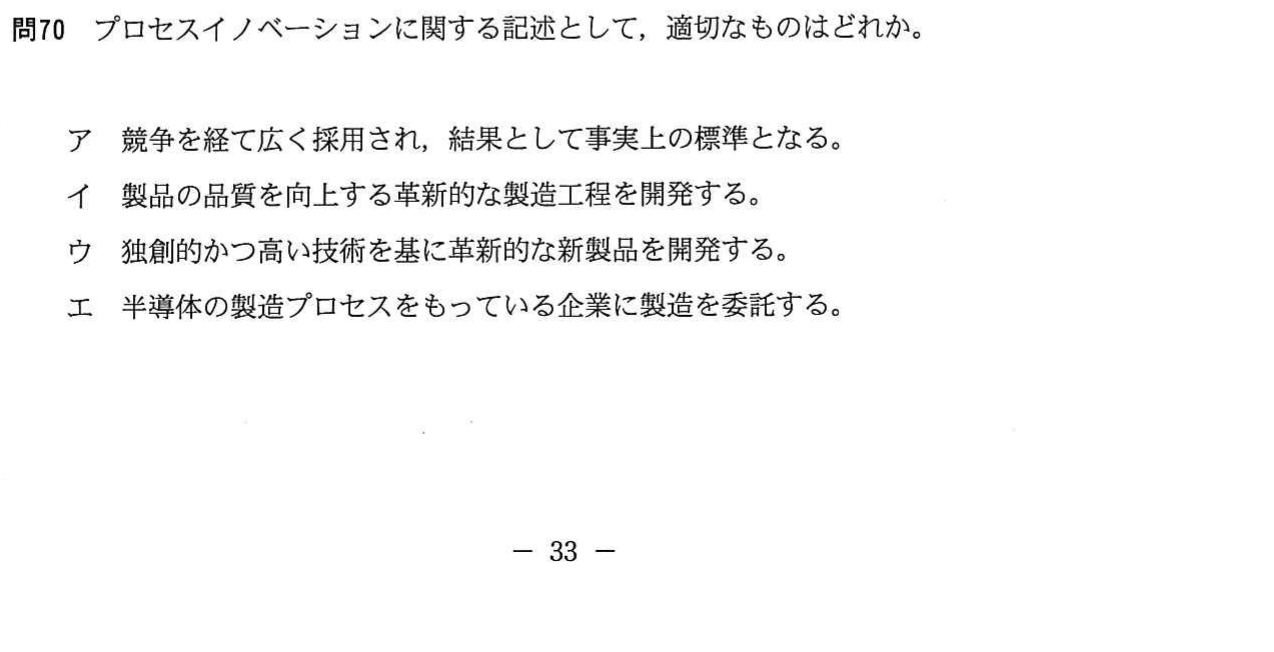 問70 プロセスイノベーションに関する記述として，適切なものはどれか。
ア 競争を経て広く採用され，結果として事実上の標準となる。
イ 製品の品質を向上する革新的な製造工程を開発する。
ウ 独創的かつ高い技術を基に革新的な新製品を開発する。
エ 半導体の製造プロセスをもっている企業に製造を委託する。
― 33 ―